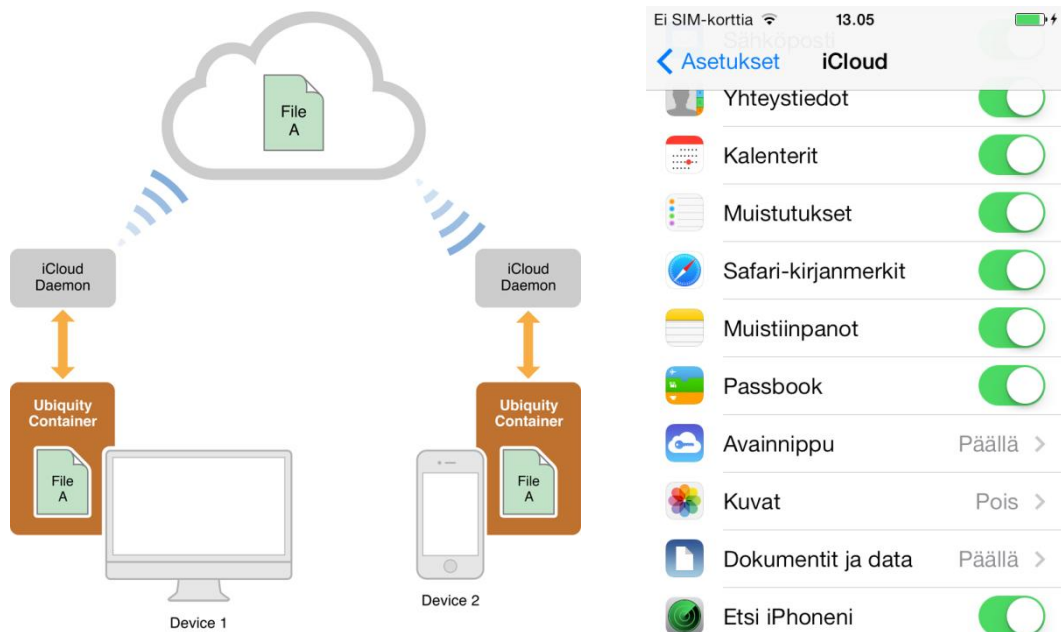 File
A
iCloud
Daemon
iCloud
Daemon
Ubiquity
Container
Ubiquity
Container
File
A
File
A
Device 1
Device 2
Ei SIM-korttia 13.05
Sähköposti
Asetukset iCloud
Yhteystiedot
Kalenterit
Muistutukset
Safari-kirjanmerkit
Muistiinpanot
Passbook
Avainnippu Päällä
Kuvat Pois
Dokumentit ja data Päällä
Etsi iPhoneni